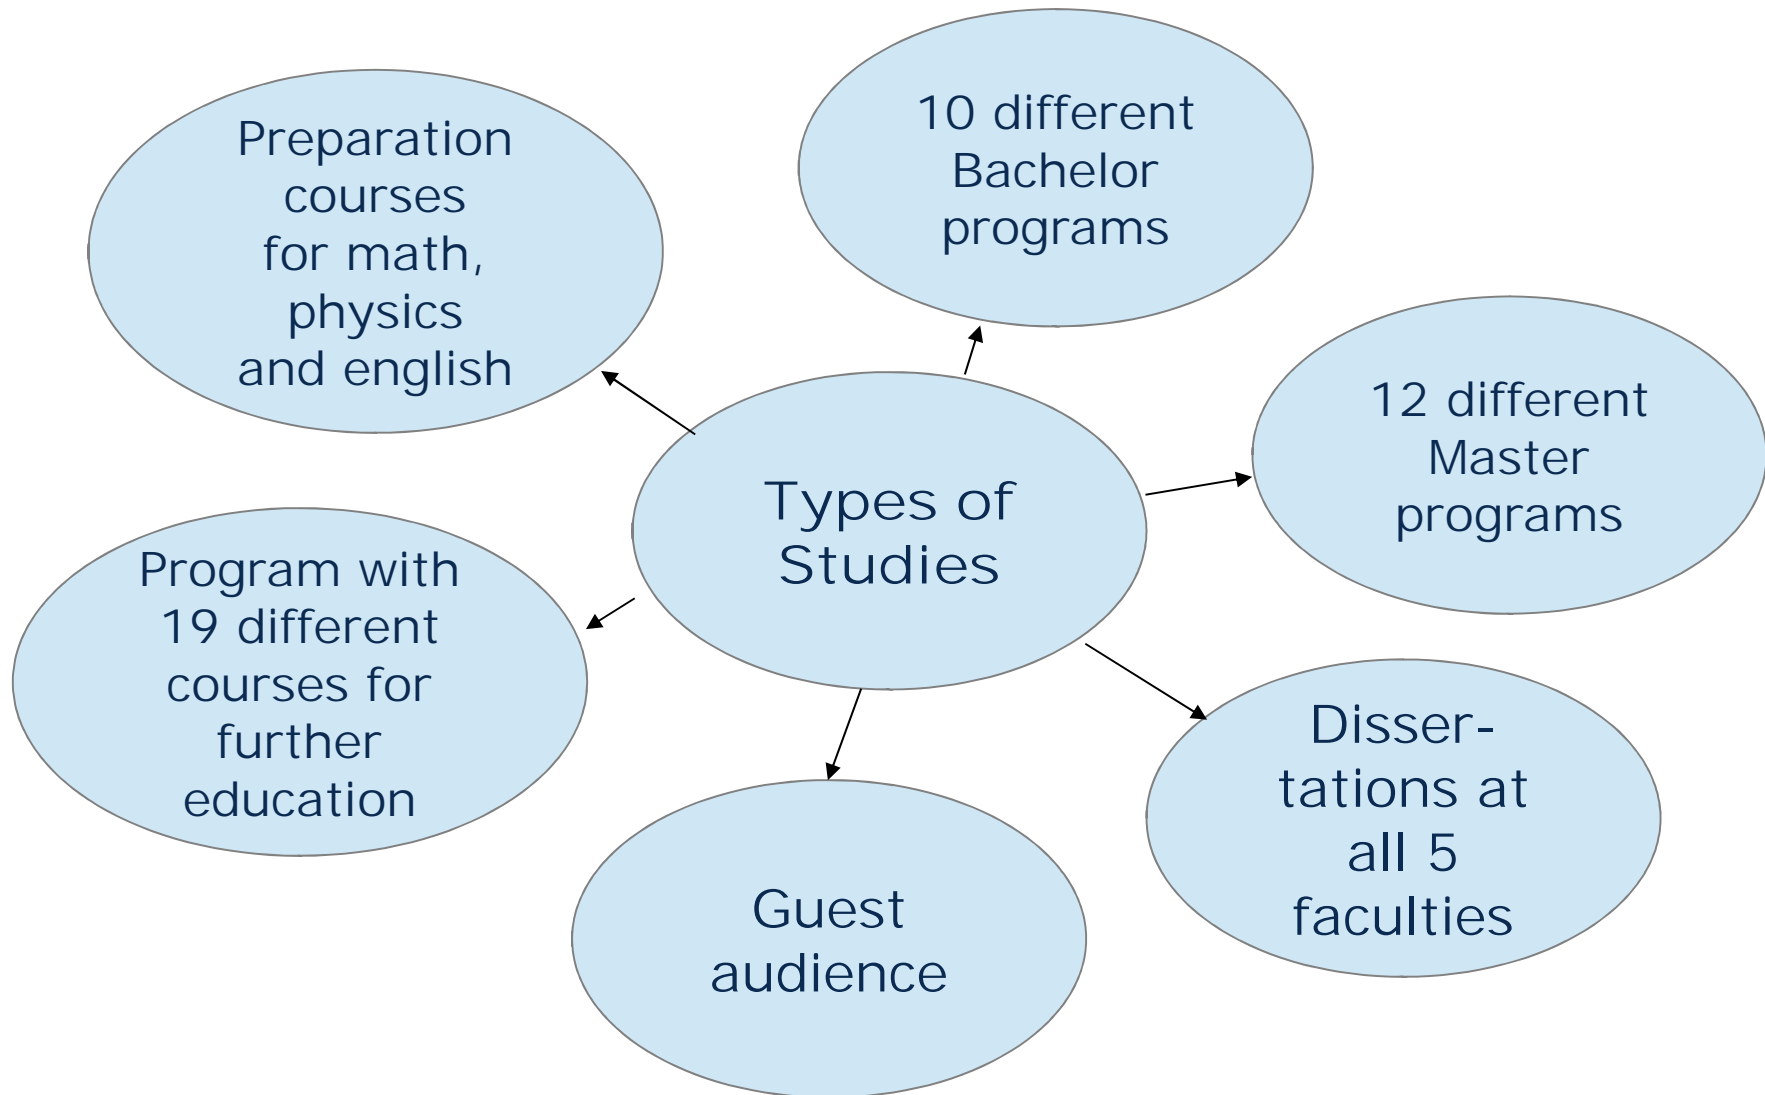 Preparation
courses
for math,
physics
and english
10 different
Bachelor
programs
12 different
Master
programs
Types of
Studies
Program with
19 different
courses for
further
education
Disser-
tations at
all 5
faculties
Guest
audience